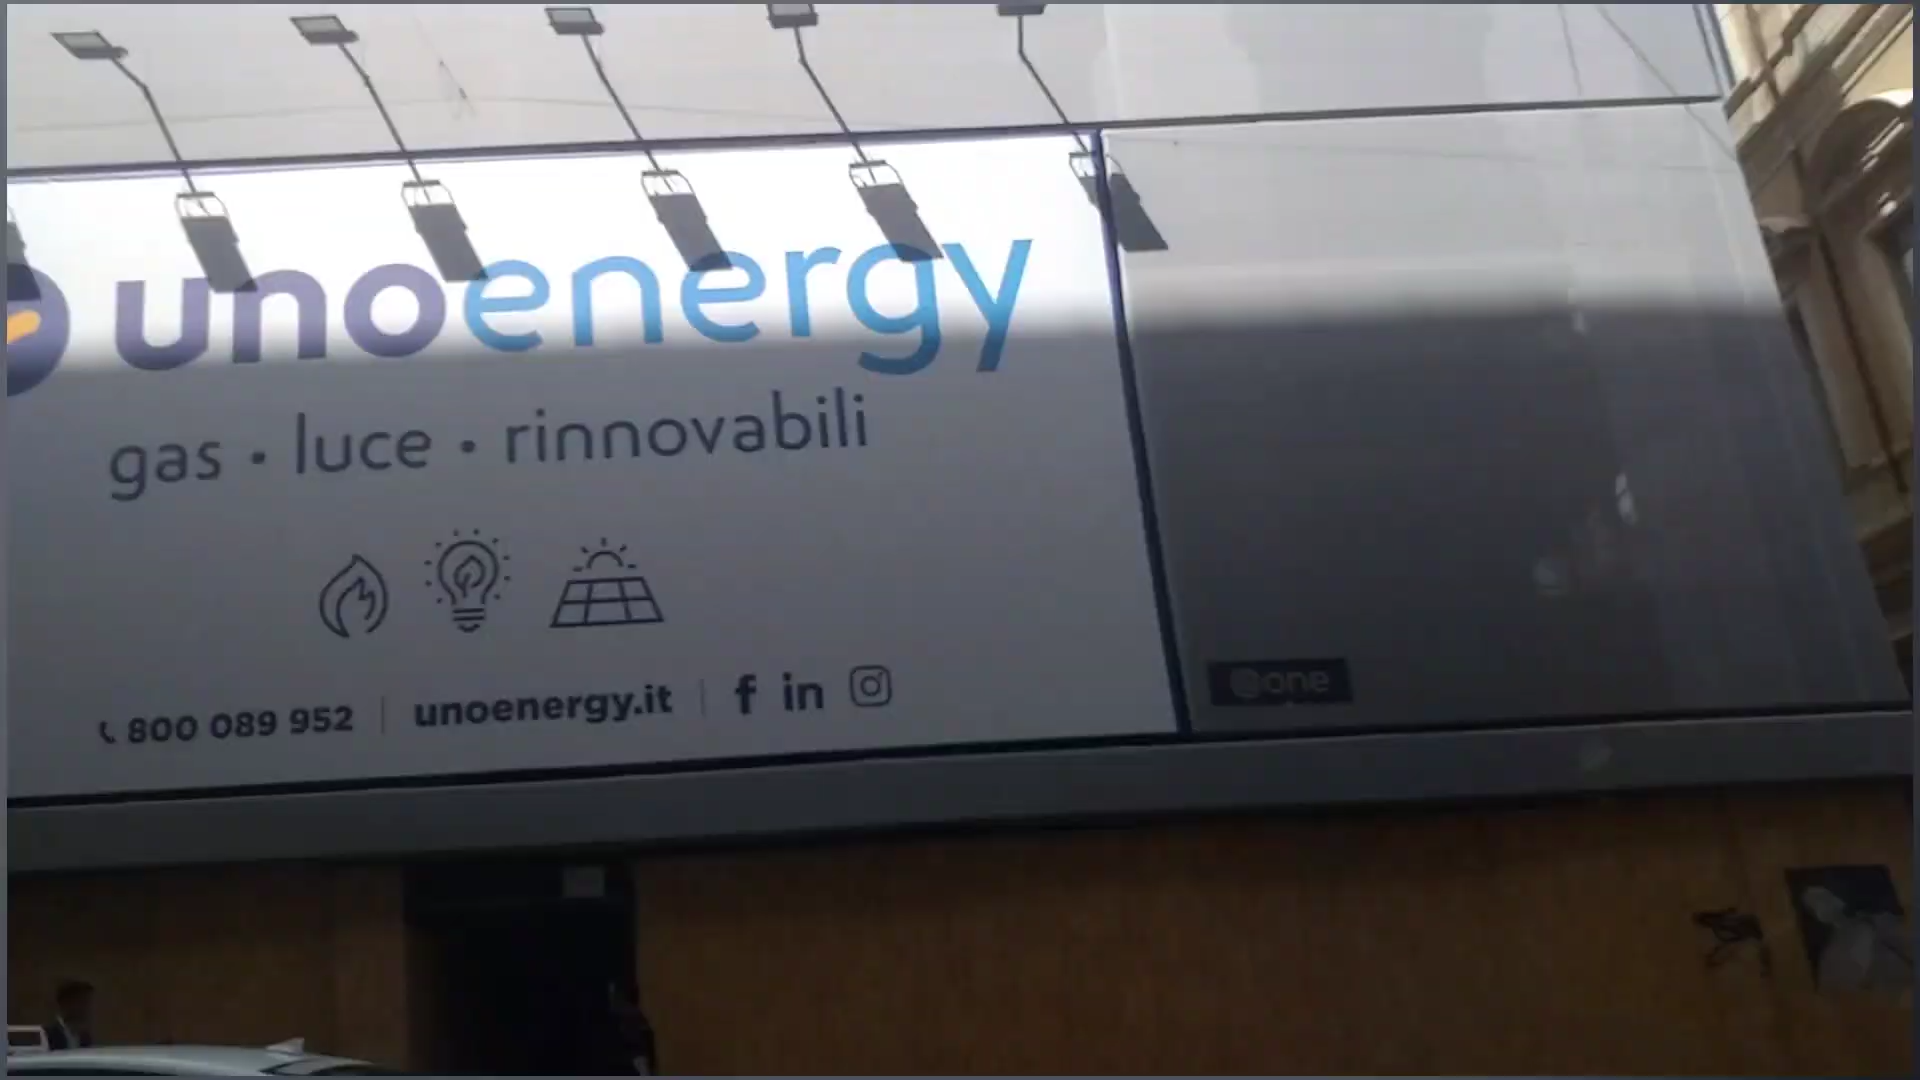 unoenergy
gas · luce · rinnovabili
800 089 952 | unoenergy.it | f in
@one